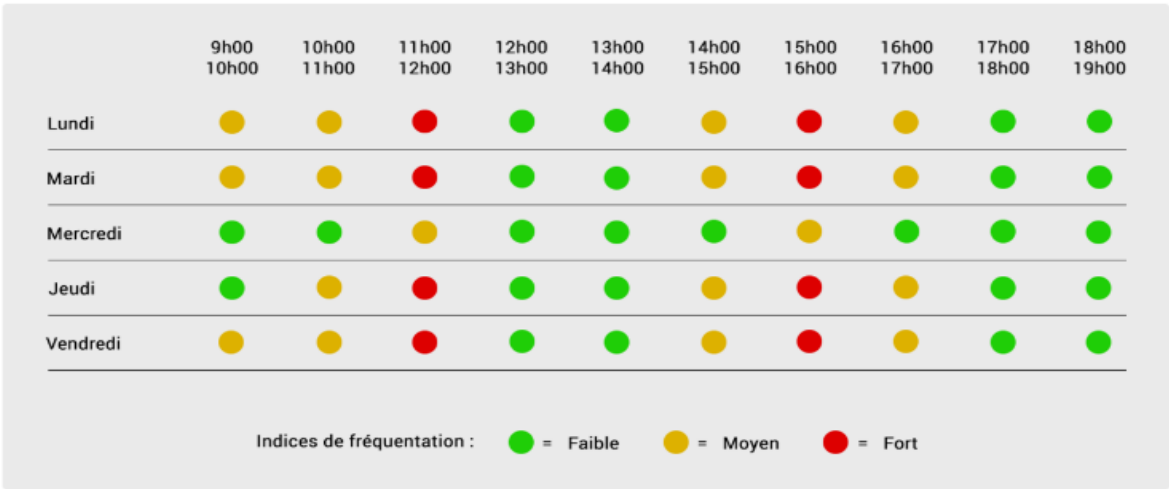 9h00 10h00 11h00 12h00 13h00 14h00 15h00 16h00 17h00 18h00
10h00 11h00 12h00 13h00 14h00 15h00 16h00 17h00 18h00 19h00
Lundi
Mardi
Mercredi
Jeudi
Vendredi
Indices de fréquentation : = Faible = Moyen = Fort